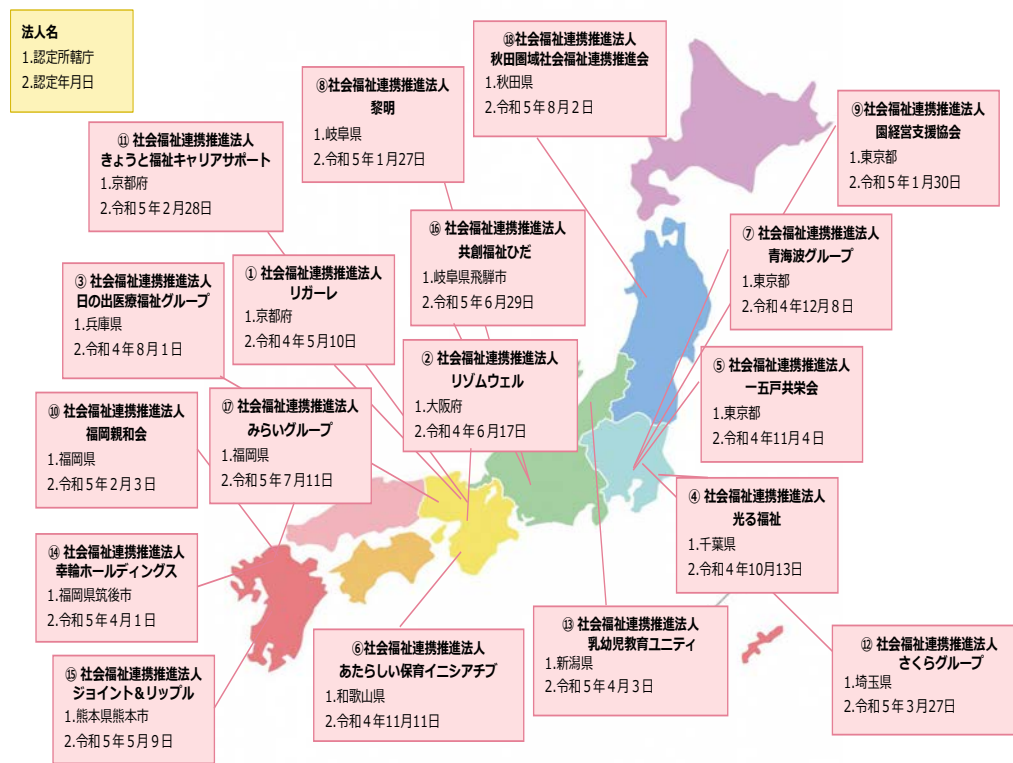 法人名
1.認定所轄庁
2.認定年月日
⑱社会福祉連携推進法人
秋田圏域社会福祉連携推進会
1.秋田県
2.令和5年8月2日
⑧社会福祉連携推進法人
黎明
1.岐阜県
2.令和5年1月27日
⑨社会福祉連携推進法人
園経営支援協会
1.東京都
2.令和5年1月30日
⑪ 社会福祉連携推進法人
きょうと福祉キャリアサポート
1.京都府
2.令和5年2月28日
⑯ 社会福祉連携推進法人
共創福祉ひだ
1.岐阜県飛騨市
2.令和5年6月29日
⑦ 社会福祉連携推進法人
青海波グループ
1.東京都
2.令和4年12月8日
③ 社会福祉連携推進法人
日の出医療福祉グループ
1.兵庫県
2.令和4年8月1日
① 社会福祉連携推進法人
リガーレ
1.京都府
2.令和4年5月10日
② 社会福祉連携推進法人
リゾムウェル
1.大阪府
2.令和4年6月17日
⑤ 社会福祉連携推進法人
一五戸共栄会
1.東京都
2.令和4年11月4日
⑩ 社会福祉連携推進法人
福岡親和会
1.福岡県
2.令和5年2月3日
⑰ 社会福祉連携推進法人
みらいグループ
1.福岡県
2.令和5年7月11日
④ 社会福祉連携推進法人
光る福祉
1.千葉県
2.令和4年10月13日
⑭ 社会福祉連携推進法人
幸輪ホールディングス
1.福岡県筑後市
2.令和5年4月1日
⑥社会福祉連携推進法人
あたらしい保育イニシアチブ
1.和歌山県
2.令和4年11月11日
⑬ 社会福祉連携推進法人
乳幼児教育ユニティ
1.新潟県
2.令和5年4月3日
⑫ 社会福祉連携推進法人
さくらグループ
1.埼玉県
2.令和5年3月27日
⑮ 社会福祉連携推進法人
ジョイント&リップル
1.熊本県熊本市
2.令和5年5月9日